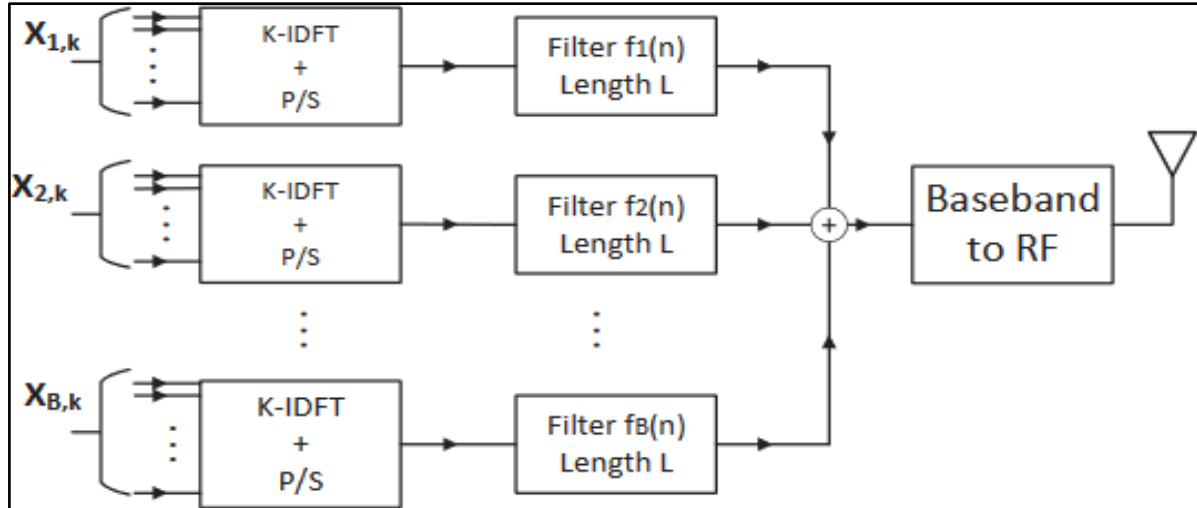 X1,k
K-IDFT
+
P/S
Filter f1(n)
Length L
X2,k
K-IDFT
+
P/S
Filter f2(n)
Length L
+
Baseband
to RF
XB,k
K-IDFT
+
P/S
Filter fB(n)
Length L